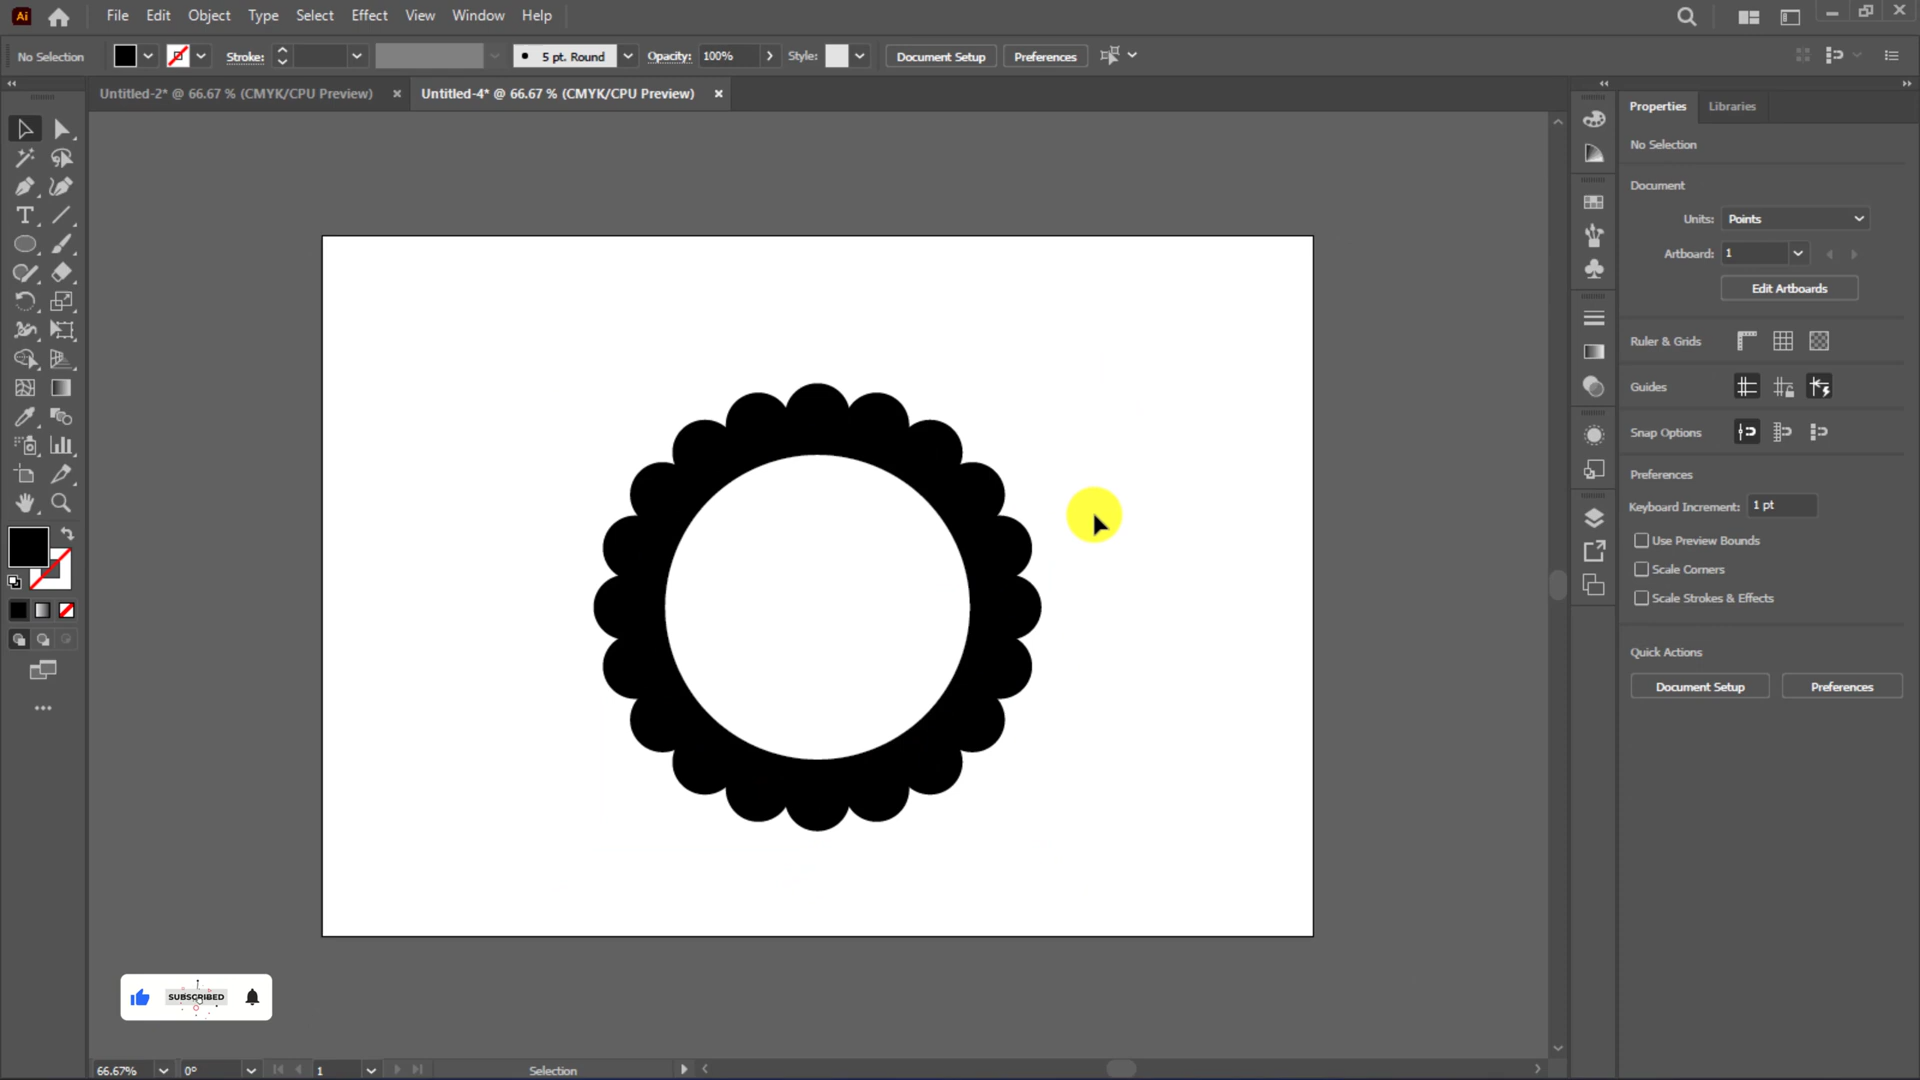 Ai File Edit Object Type Select Effect View Window Help
No Selection Stroke: 5 pt. Round Opacity: 100% Style: Document Setup Preferences
Untitled-2* @ 66.67 % (CMYK/CPU Preview) Untitled-4* @ 66.67 % (CMYK/CPU Preview)
Properties Libraries
No Selection
Document
Units: Points
Artboard: 1
Edit Artboards
Ruler & Grids
Guides
Snap Options
Preferences
Keyboard Increment: 1 pt
Use Preview Bounds
Scale Corners
Scale Strokes & Effects
Quick Actions
Document Setup Preferences
SUBSCRIBED
66.67% 0° 1 Selection